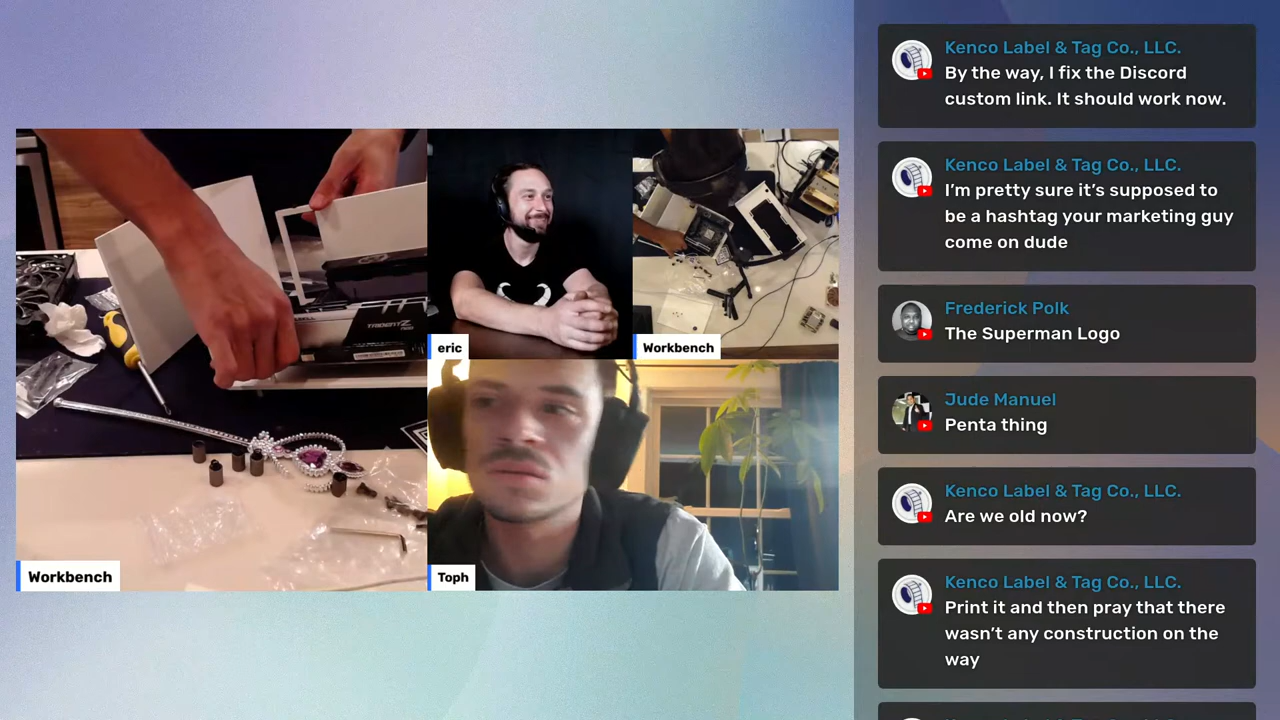 TRIDENT Z
neo
eric
Workbench
Workbench
Toph
Kenco Label & Tag Co., LLC.
By the way, I fix the Discord
custom link. It should work now.
Kenco Label & Tag Co., LLC.
I'm pretty sure it's supposed to
be a hashtag your marketing guy
come on dude
Frederick Polk
The Superman Logo
Jude Manuel
Penta thing
Kenco Label & Tag Co., LLC.
Are we old now?
Kenco Label & Tag Co., LLC.
Print it and then pray that there
wasn't any construction on the
way